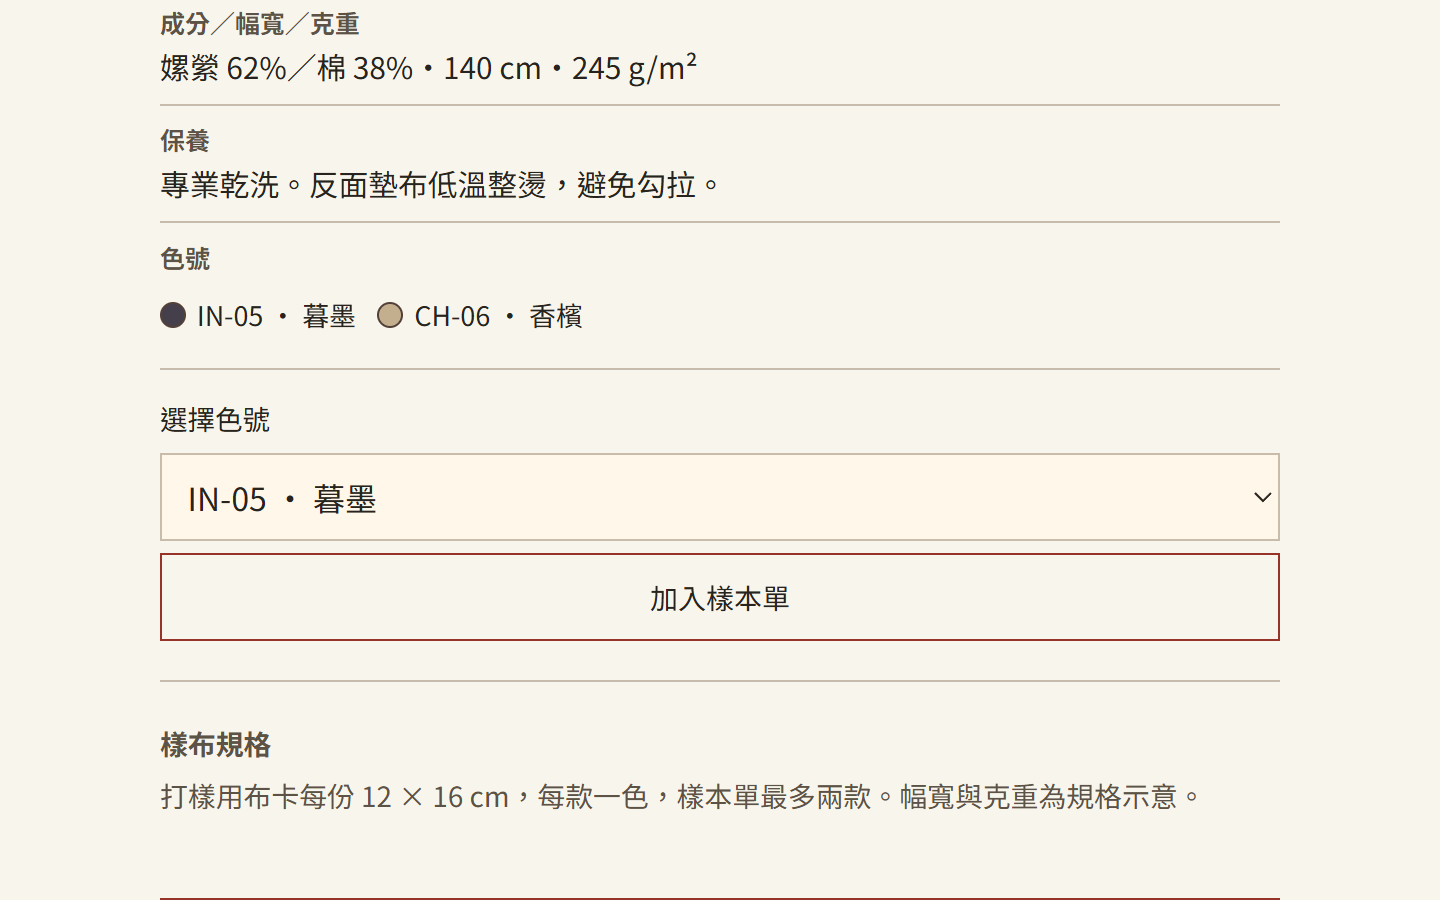 成分／幅寬／克重
嫘縈 62%／棉 38%・140 cm・245 g/m²
保養
專業乾洗。反面墊布低溫整燙，避免勾拉。
色號
IN-05 ・ 暮墨 CH-06 ・ 香檳
選擇色號
IN-05 ・ 暮墨
加入樣本單
樣布規格
打樣用布卡每份 12 × 16 cm，每款一色，樣本單最多兩款。幅寬與克重為規格示意。